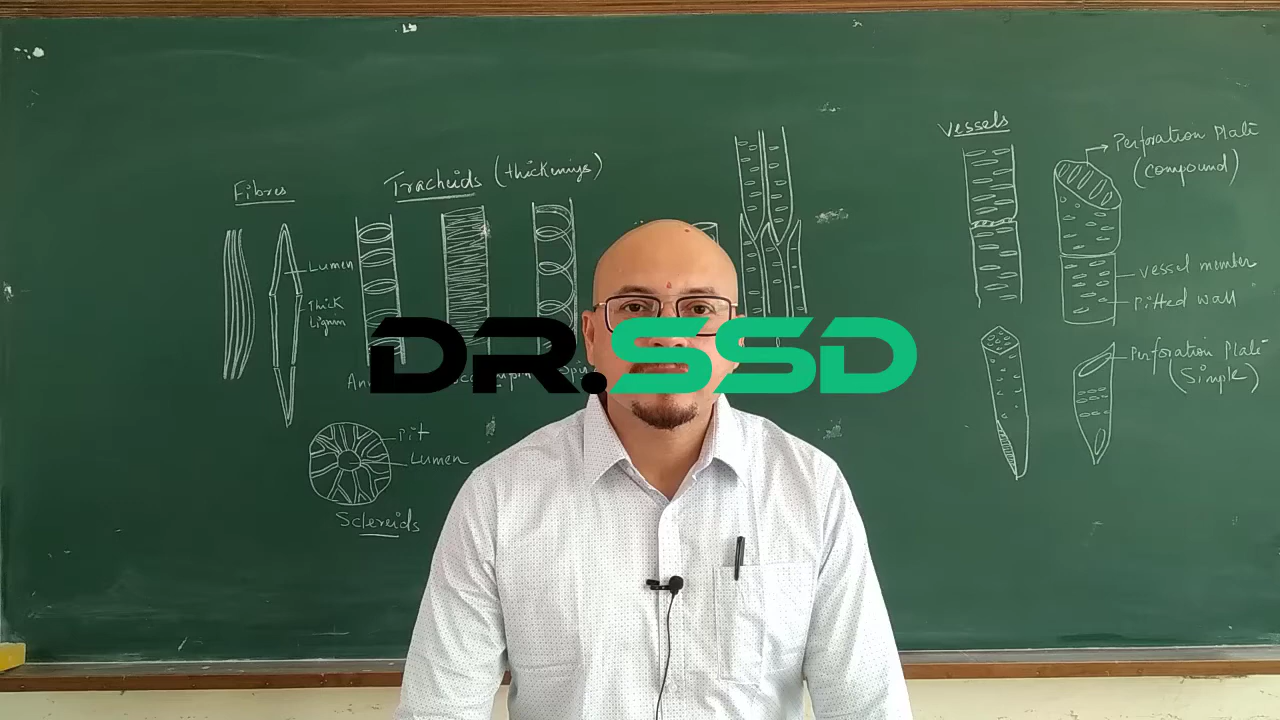 Fibres
Lumen
Thick
Lignin
Pit
Lumen
Sclereids
Tracheids (thickenings)
DR.SSD
Vessels
Perforation Plate
(compound)
Vessel member
Pitted wall
Perforation Plate
(Simple)